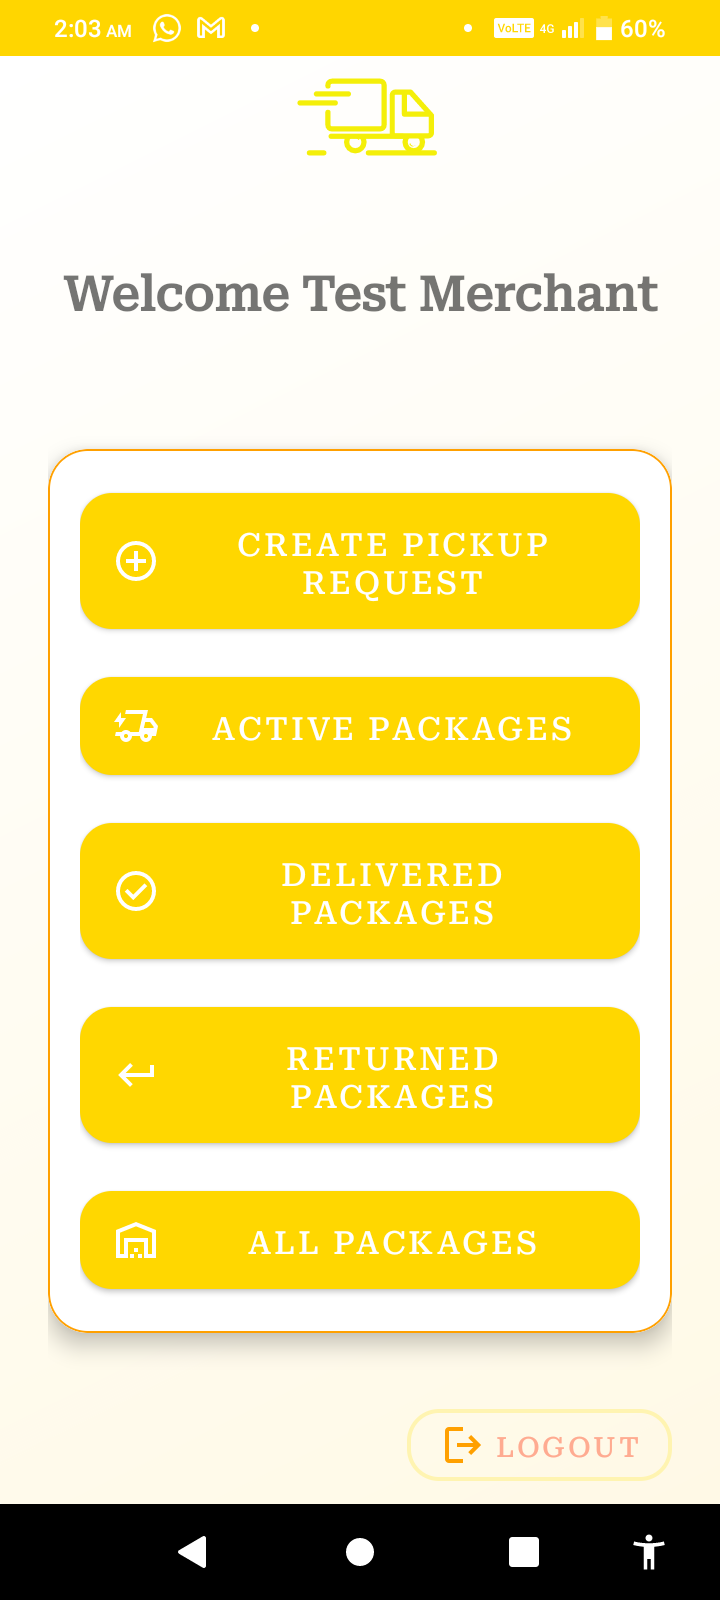 2:03 AM VoLTE 4G 60%
Welcome Test Merchant
CREATE PICKUP
REQUEST
ACTIVE PACKAGES
DELIVERED
PACKAGES
RETURNED
PACKAGES
ALL PACKAGES
LOGOUT